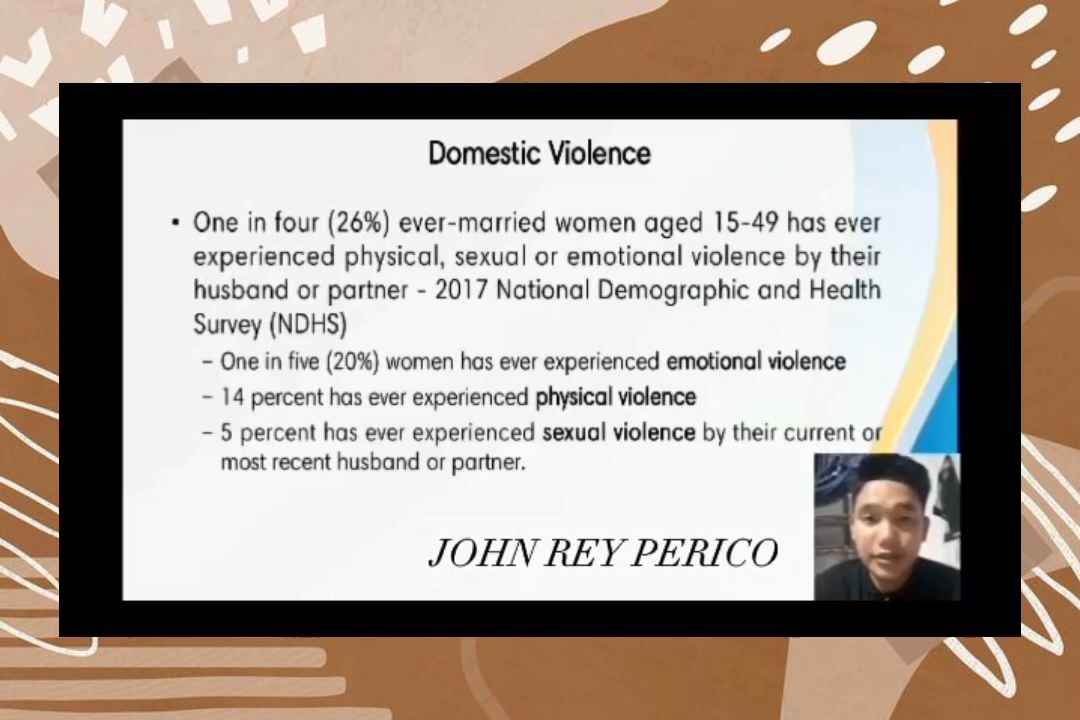 Domestic Violence
▪ One in four (26%) ever-married women aged 15-49 has ever
experienced physical, sexual or emotional violence by their
husband or partner - 2017 National Demographic and Health
Survey (NDHS)
– One in five (20%) women has ever experienced emotional violence
– 14 percent has ever experienced physical violence
– 5 percent has ever experienced sexual violence by their current or
most recent husband or partner.
JOHN REY PERICO